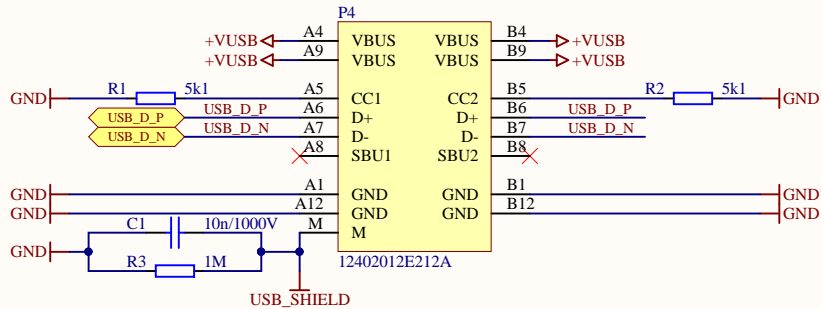 P4
+VUSB A4 VBUS VBUS B4 +VUSB
+VUSB A9 VBUS VBUS B9 +VUSB
GND R1 5k1 A5 CC1 CC2 B5 R2 5k1 GND
USB_D_P USB_D_P A6 D+ D+ B6 USB_D_P
USB_D_N USB_D_N A7 D- D- B7 USB_D_N
A8 SBU1 SBU2 B8
GND A1 GND GND B1 GND
GND A12 GND GND B12 GND
C1 10n/1000V M M
GND
R3 1M 12402012E212A
USB_SHIELD